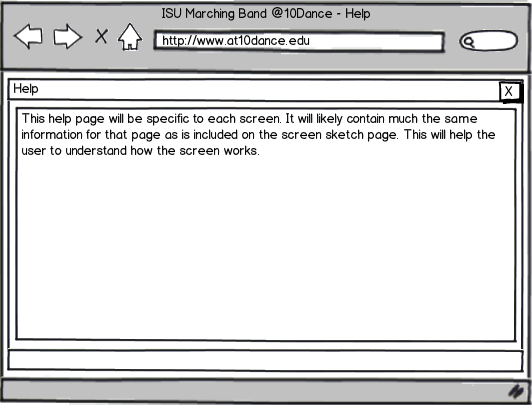 ISU Marching Band @10Dance - Help
http://www.at10dance.edu
Help
X
This help page will be specific to each screen. It will likely contain much the same
information for that page as is included on the screen sketch page. This will help the
user to understand how the screen works.